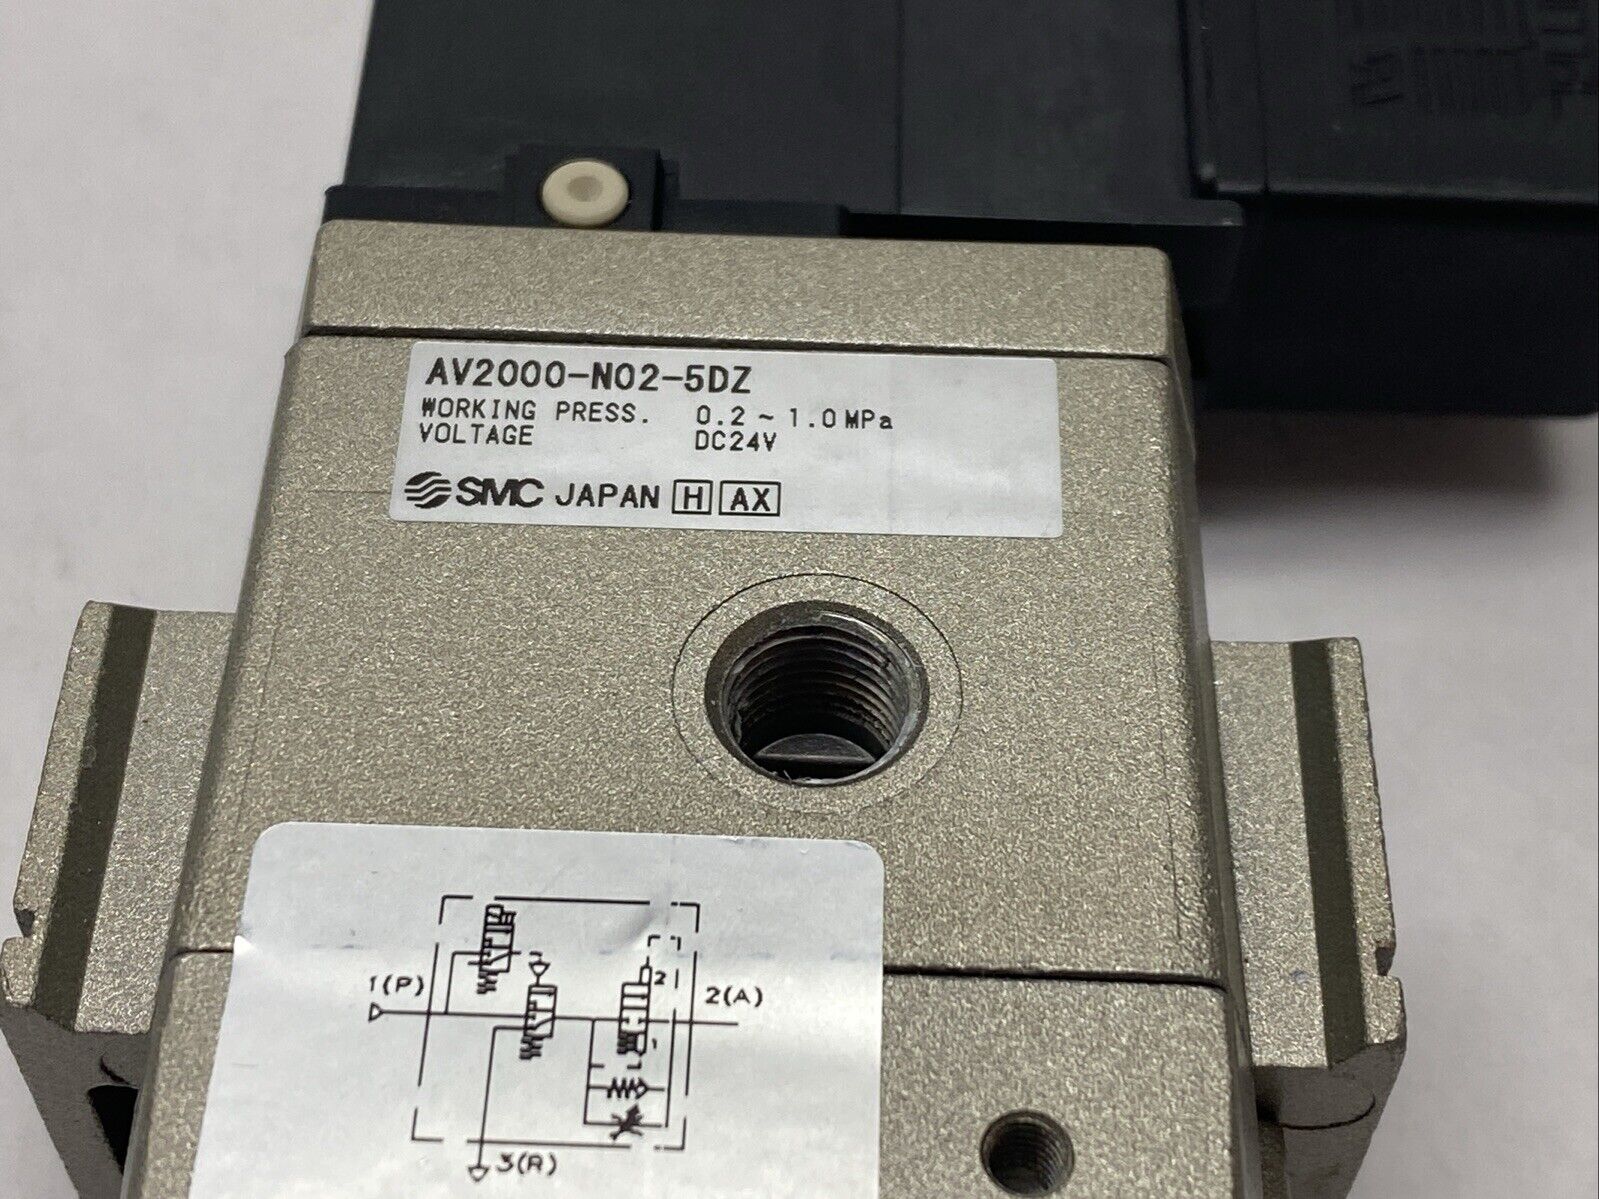 AV2000-N02-5DZ
WORKING PRESS. 0.2 ~ 1.0 MPa
VOLTAGE DC24V
SMC JAPAN H AX
1(P)
2
2(A)
1
3(R)